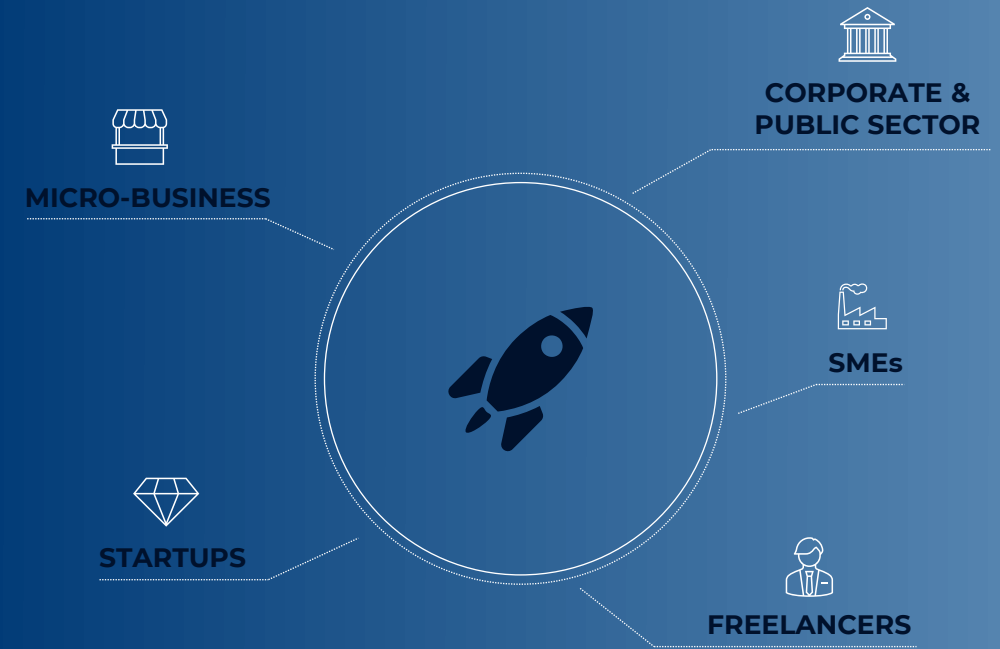 CORPORATE &
PUBLIC SECTOR
MICRO-BUSINESS
SMEs
STARTUPS
FREELANCERS